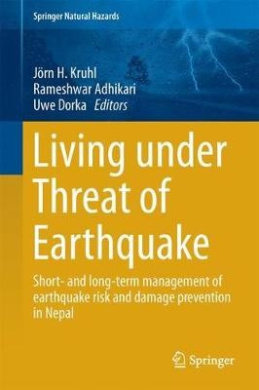 Springer Natural Hazards
Jörn H. Kruhl
Rameshwar Adhikari
Uwe Dorka Editors
Living under
Threat of
Earthquake
Short- and long-term management of
earthquake risk and damage prevention
in Nepal
Springer